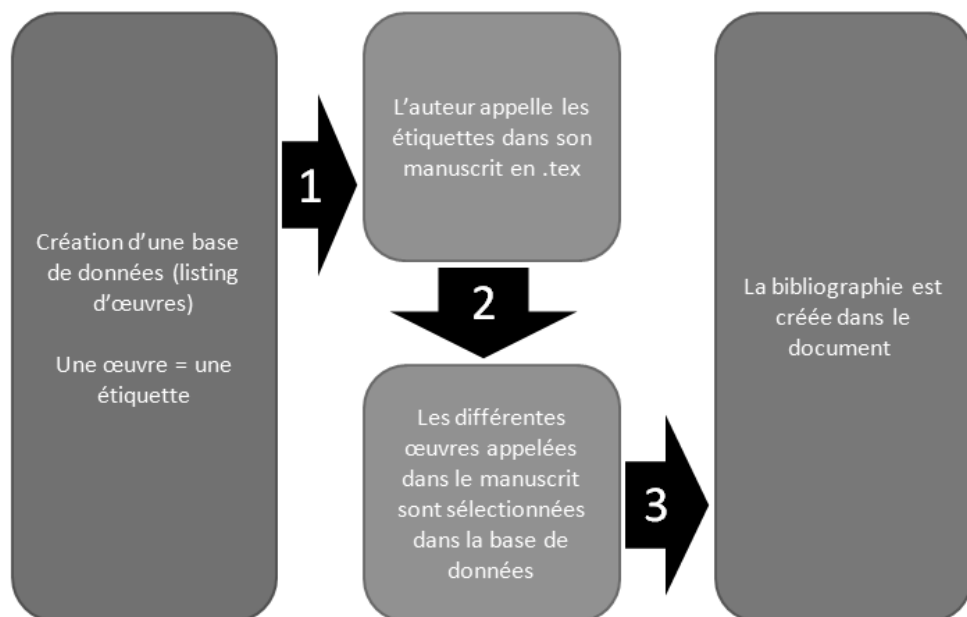 Création d'une base
de données (listing
d'œuvres)
Une œuvre = une
étiquette
1
L'auteur appelle les
étiquettes dans son
manuscrit en .tex
2
Les différentes
œuvres appelées
dans le manuscrit
sont sélectionnées
dans la base de
données
3
La bibliographie est
créée dans le
document